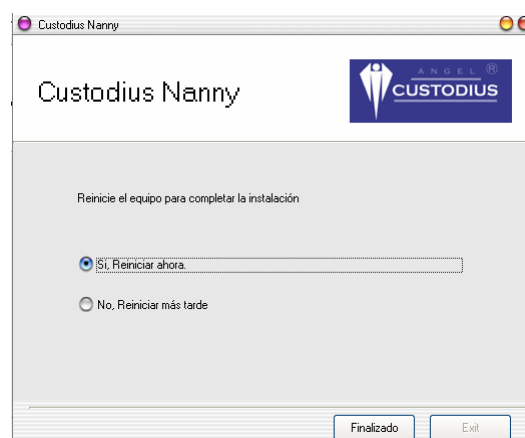 Custodius Nanny
Custodius Nanny
ANGEL ®
CUSTODIUS
Reinicie el equipo para completar la instalación
Si, Reiniciar ahora.
No, Reiniciar más tarde
Finalizado
Exit